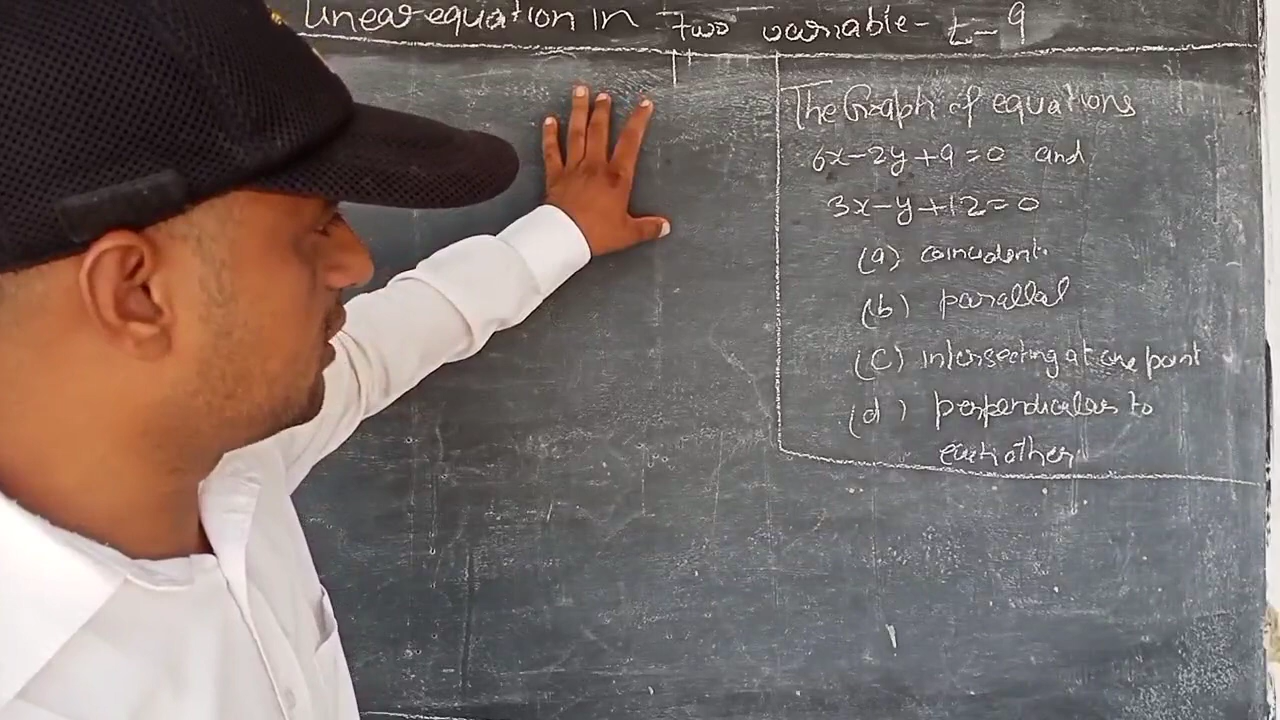 Linear equation in two variable - t-9
The Graph of equations
6x-2y+9=0 and
3x-y+12=0
(a) coincident.
(b) parallal
(c) intersecting at one point
(d) perpendicular to
each other